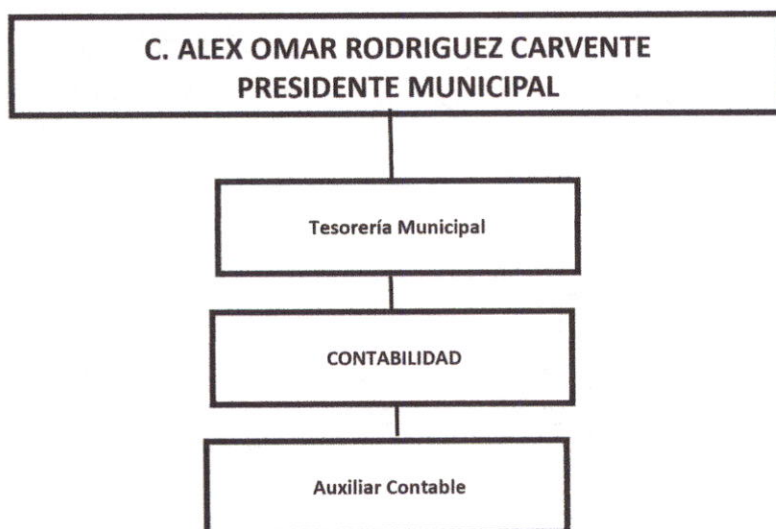 C. ALEX OMAR RODRIGUEZ CARVENTE
PRESIDENTE MUNICIPAL
Tesorería Municipal
CONTABILIDAD
Auxiliar Contable